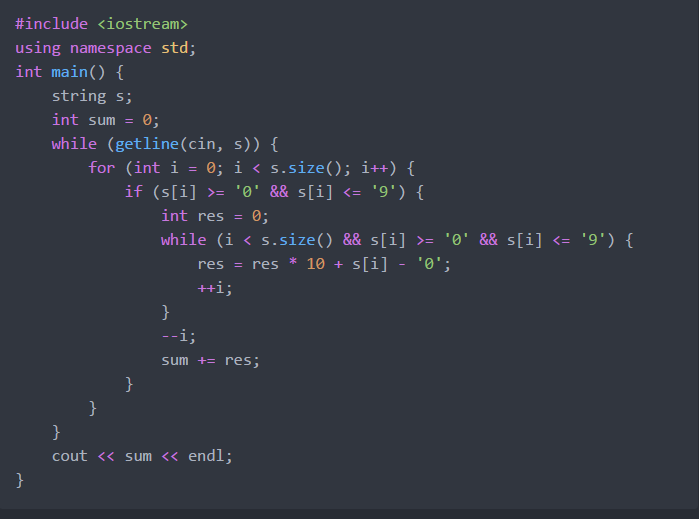 #include <iostream>
using namespace std;
int main() {
    string s;
    int sum = 0;
    while (getline(cin, s)) {
        for (int i = 0; i < s.size(); i++) {
            if (s[i] >= '0' && s[i] <= '9') {
                int res = 0;
                while (i < s.size() && s[i] >= '0' && s[i] <= '9') {
                    res = res * 10 + s[i] - '0';
                    ++i;
                }
                --i;
                sum += res;
            }
        }
    }
    cout << sum << endl;
}